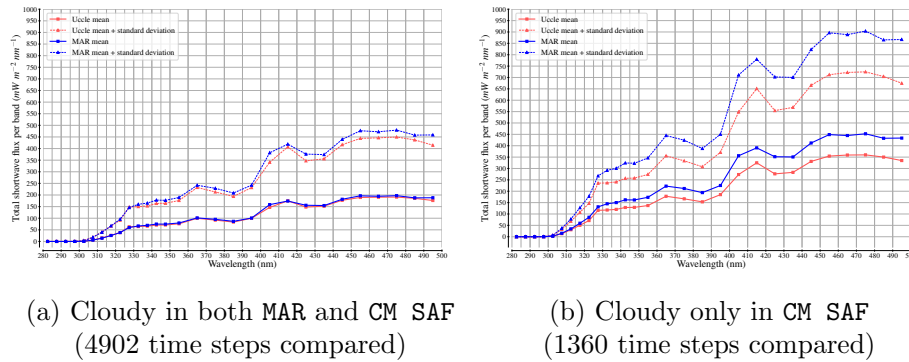 1000
950
900
850
800
750
700
650
600
550
500
450
400
350
300
250
200
150
100
50
0
Total shortwave flux per band (mW m⁻² nm⁻¹)
Uccle mean
Uccle mean + standard deviation
MAR mean
MAR mean + standard deviation
280 290 300 310 320 330 340 350 360 370 380 390 400 410 420 430 440 450 460 470 480 490 500
Wavelength (nm)
(a) Cloudy in both MAR and CM SAF
(4902 time steps compared)
1000
950
900
850
800
750
700
650
600
550
500
450
400
350
300
250
200
150
100
50
0
Total shortwave flux per band (mW m⁻² nm⁻¹)
Uccle mean
Uccle mean + standard deviation
MAR mean
MAR mean + standard deviation
280 290 300 310 320 330 340 350 360 370 380 390 400 410 420 430 440 450 460 470 480 490 500
Wavelength (nm)
(b) Cloudy only in CM SAF
(1360 time steps compared)